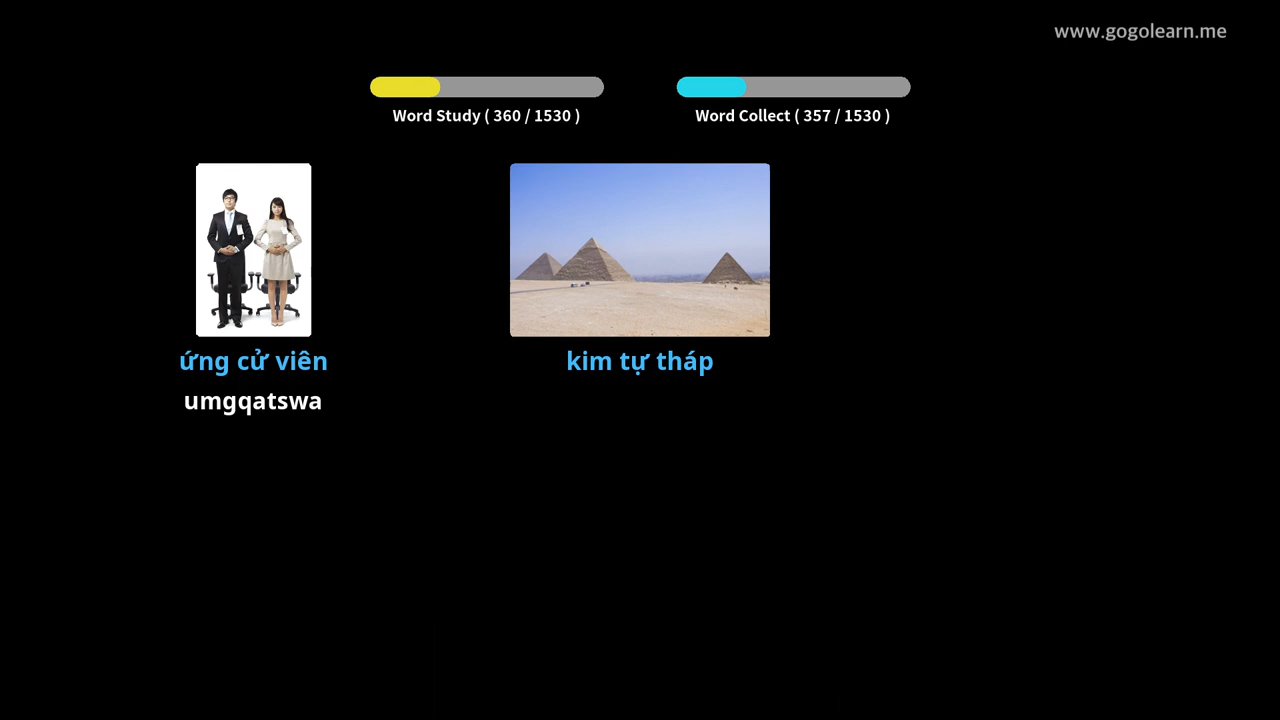 www.gogolearn.me
Word Study ( 360 / 1530 )
Word Collect ( 357 / 1530 )
ứng cử viên
umgqatswa
kim tự tháp